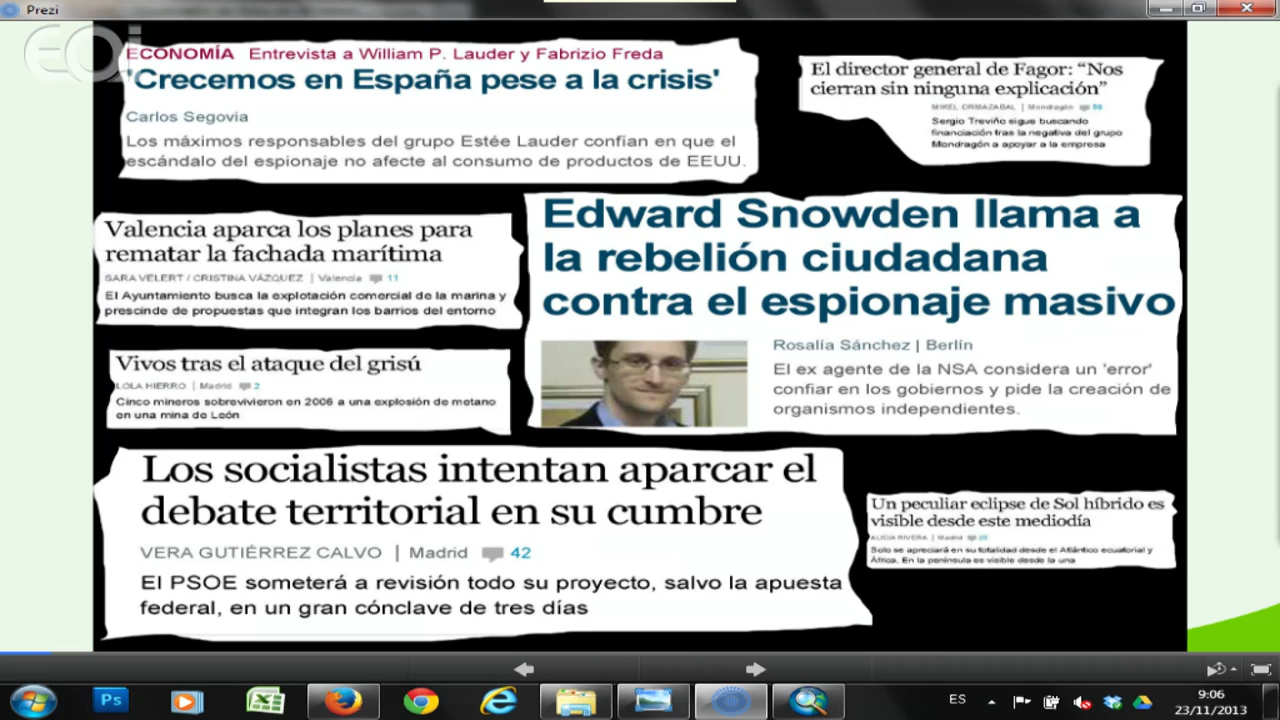 Prezi
EOi
ECONOMÍA Entrevista a William P. Lauder y Fabrizio Freda
'Crecemos en España pese a la crisis'
Carlos Segovia
Los máximos responsables del grupo Estée Lauder confían en que el
escándalo del espionaje no afecte al consumo de productos de EEUU.
El director general de Fagor: “Nos
cierran sin ninguna explicación”
MIKEL ORMAZABAL | Mondragón 59
Sergio Treviño sigue buscando
financiación tras la negativa del grupo
Mondragón a apoyar a la empresa
Valencia aparca los planes para
rematar la fachada marítima
SARA VELERT / CRISTINA VÁZQUEZ | Valencia 11
El Ayuntamiento busca la explotación comercial de la marina y
prescinde de propuestas que integran los barrios del entorno
Edward Snowden llama a
la rebelión ciudadana
contra el espionaje masivo
Rosalía Sánchez | Berlín
El ex agente de la NSA considera un 'error'
confiar en los gobiernos y pide la creación de
organismos independientes.
Vivos tras el ataque del grisú
LOLA HIERRO | Madrid 2
Cinco mineros sobrevivieron en 2006 a una explosión de metano
en una mina de León
Los socialistas intentan aparcar el
debate territorial en su cumbre
VERA GUTIÉRREZ CALVO | Madrid 42
El PSOE someterá a revisión todo su proyecto, salvo la apuesta
federal, en un gran cónclave de tres días
Un peculiar eclipse de Sol híbrido es
visible desde este mediodía
ALICIA RIVERA | Madrid
Solo se apreciará en su totalidad desde el Atlántico ecuatorial y
África. En la península es visible desde la una
Ps
ES
9:06
23/11/2013